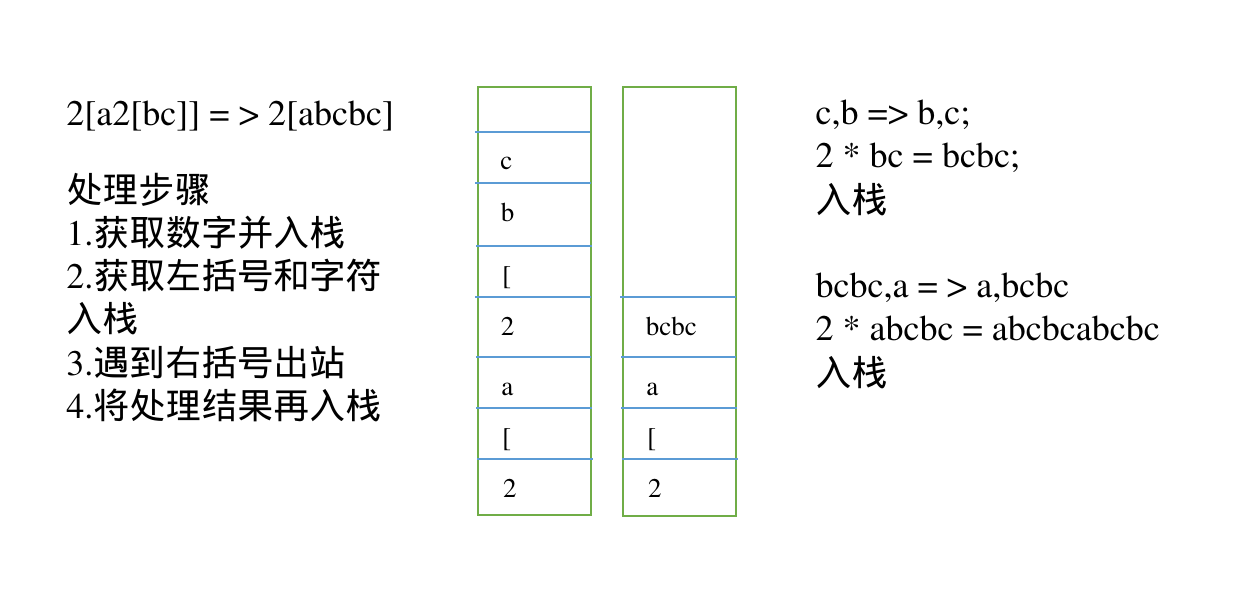 2[a2[bc]] = > 2[abcbc]
处理步骤
1.获取数字并入栈
2.获取左括号和字符
入栈
3.遇到右括号出站
4.将处理结果再入栈
c
b
[
2
a
[
2
bcbc
a
[
2
c,b => b,c;
2 * bc = bcbc;
入栈
bcbc,a = > a,bcbc
2 * abcbc = abcbcabcbc
入栈